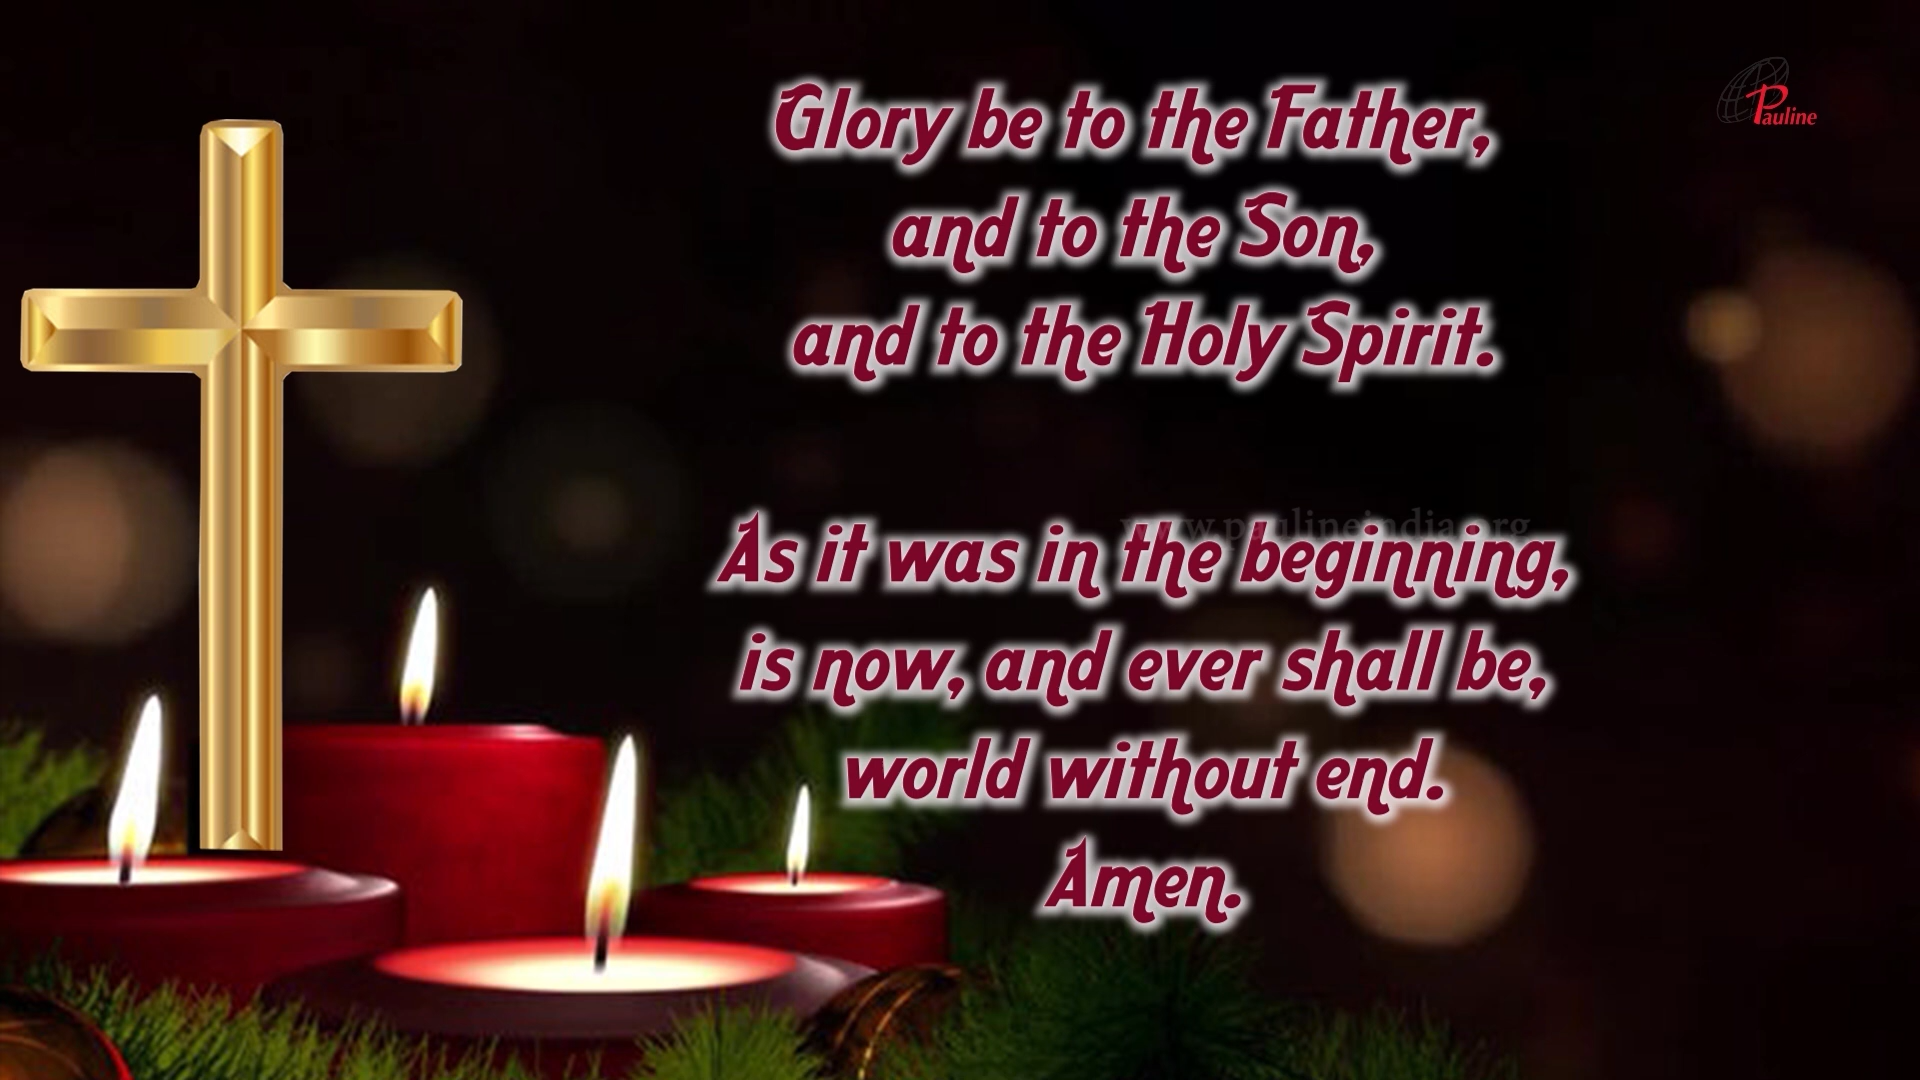 Pauline
Glory be to the Father,
and to the Son,
and to the Holy Spirit.
www.paulineindia.org
As it was in the beginning,
is now, and ever shall be,
world without end.
Amen.